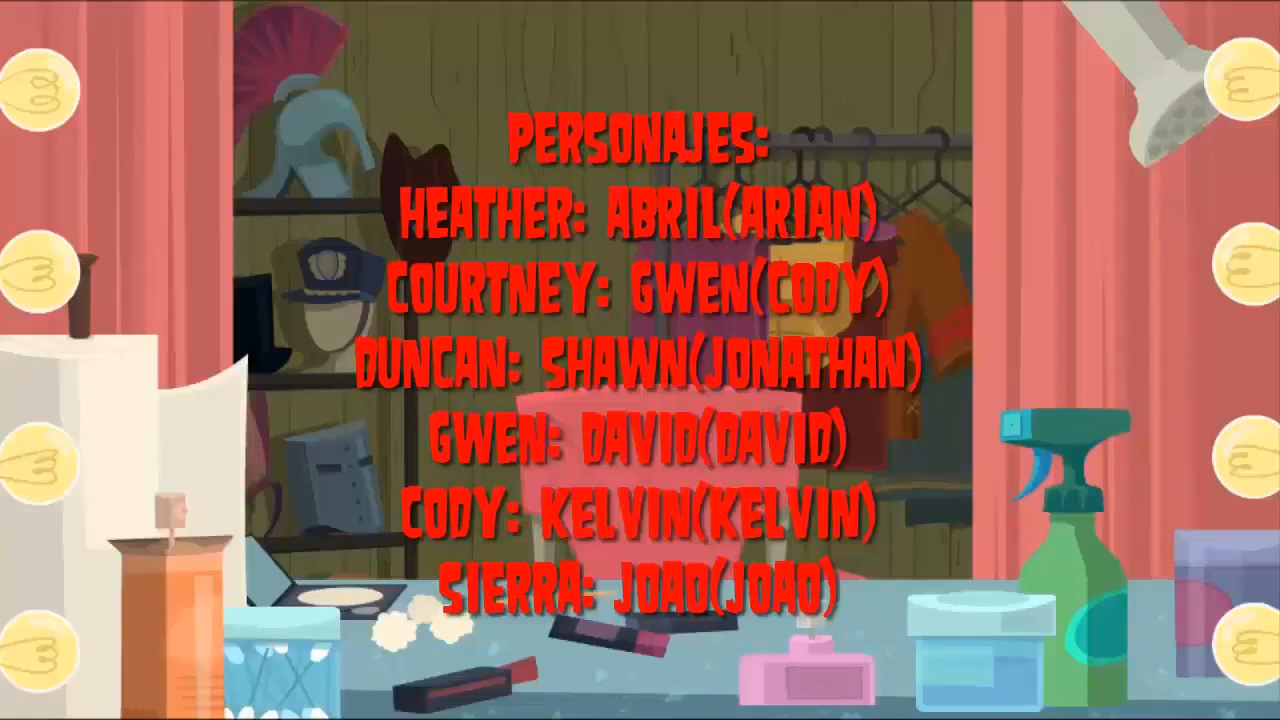 PERSONAJES:
HEATHER: ABRIL(ARIAN)
COURTNEY: GWEN(CODY)
DUNCAN: SHAWN(JONATHAN)
GWEN: DAVID(DAVID)
CODY: KELVIN(KELVIN)
SIERRA: JOAO(JOAO)